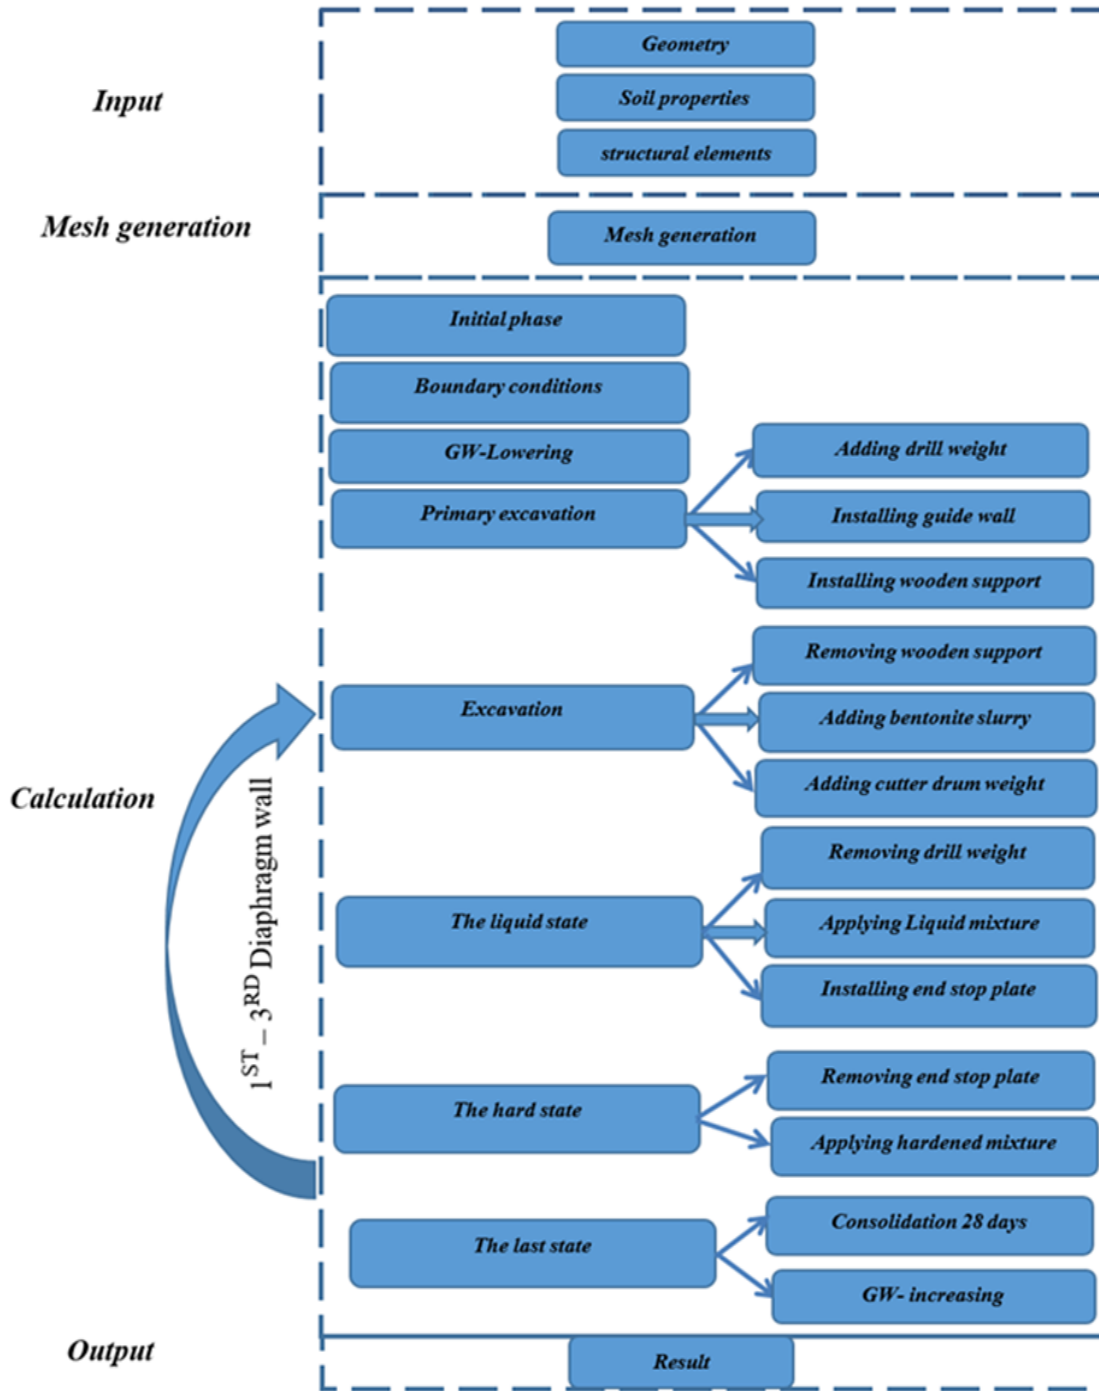 Input
Geometry
Soil properties
structural elements
Mesh generation
Mesh generation
Calculation
1ST – 3RD Diaphragm wall
Initial phase
Boundary conditions
GW-Lowering
Primary excavation
Adding drill weight
Installing guide wall
Installing wooden support
Excavation
Removing wooden support
Adding bentonite slurry
Adding cutter drum weight
The liquid state
Removing drill weight
Applying Liquid mixture
Installing end stop plate
The hard state
Removing end stop plate
Applying hardened mixture
The last state
Consolidation 28 days
GW- increasing
Output
Result